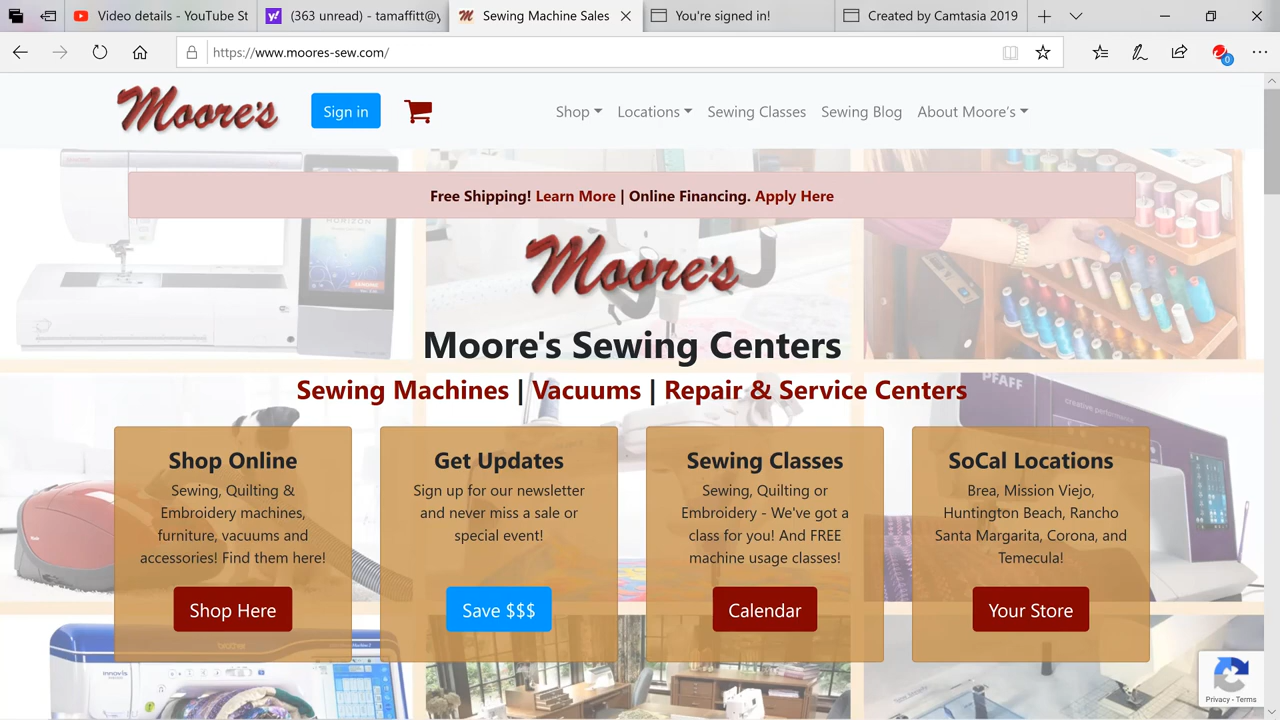 Video details - YouTube St
(363 unread) - tamaffitt@y
Sewing Machine Sales
You're signed in!
Created by Camtasia 2019
https://www.moores-sew.com/
0
Moore's
Sign in
Shop
Locations
Sewing Classes
Sewing Blog
About Moore's
Free Shipping! Learn More | Online Financing. Apply Here
Moore's
Moore's Sewing Centers
Sewing Machines | Vacuums | Repair & Service Centers
Shop Online
Sewing, Quilting &
Embroidery machines,
furniture, vacuums and
accessories! Find them here!
Shop Here
Get Updates
Sign up for our newsletter
and never miss a sale or
special event!
Save $$$
Sewing Classes
Sewing, Quilting or
Embroidery - We've got a
class for you! And FREE
machine usage classes!
Calendar
SoCal Locations
Brea, Mission Viejo,
Huntington Beach, Rancho
Santa Margarita, Corona, and
Temecula!
Your Store
HORIZON
PFAFF
creative performance
brother
Privacy - Terms